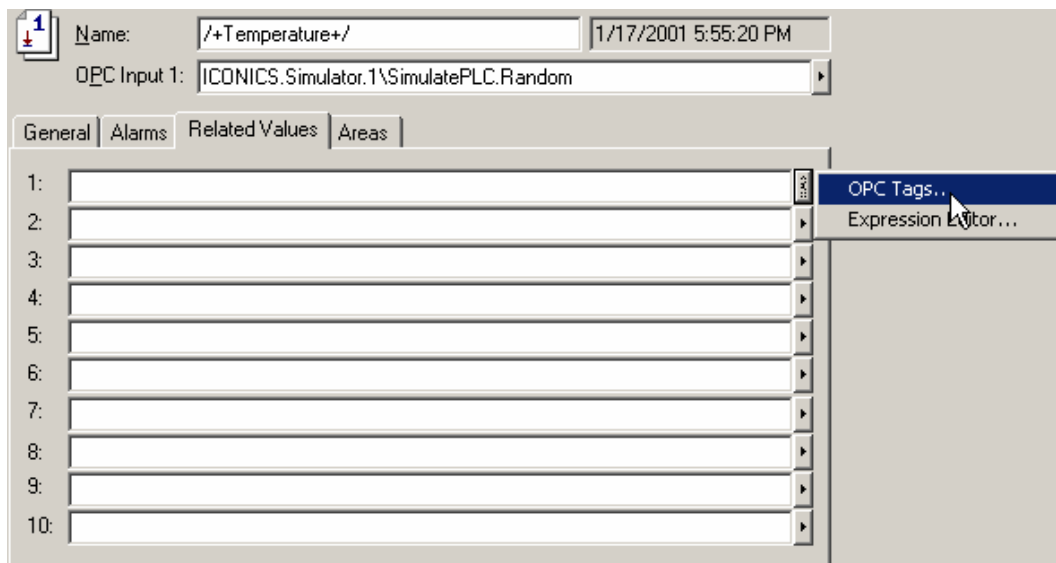 1
Name: /+Temperature+/ 1/17/2001 5:55:20 PM
OPC Input 1: ICONICS.Simulator.1\SimulatePLC.Random
General Alarms Related Values Areas
1:
OPC Tags...
2:
Expression Editor...
3:
4:
5:
6:
7:
8:
9:
10: